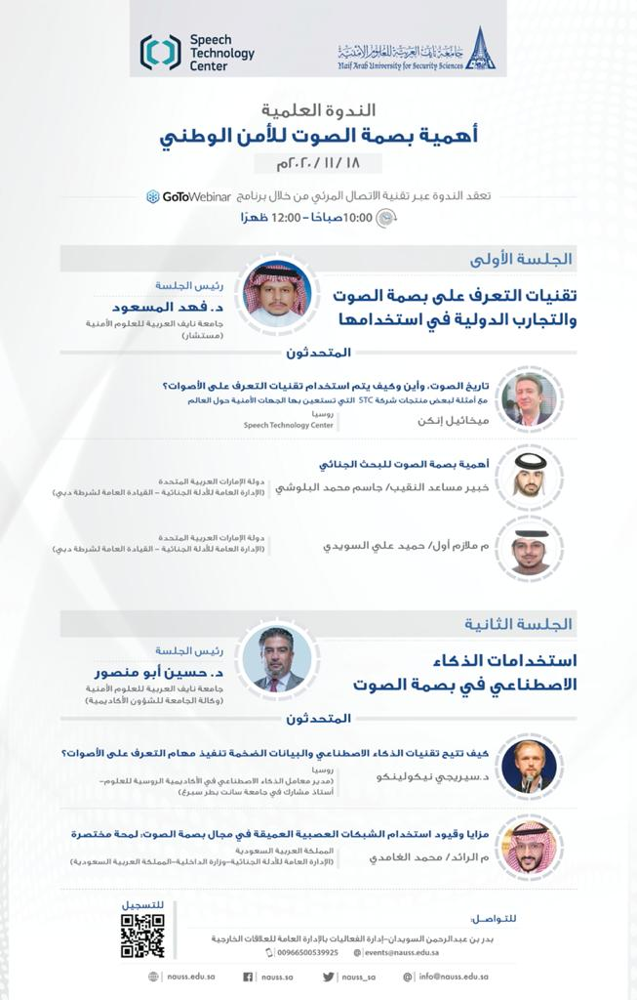 Speech
Technology
Center
جامعة نايف العربية للعلوم الأمنية
Naif Arab University for Security Sciences
الندوة العلمية
أهمية بصمة الصوت للأمن الوطني
١٨ / ١١ / ٢٠٢٠م
تعقد الندوة عبر تقنية الاتصال المرئي من خلال برنامج GoToWebinar
10:00صباحًا – 12:00 ظهرًا
الجلسة الأولى
تقنيات التعرف على بصمة الصوت
والتجارب الدولية في استخدامها
رئيس الجلسة
د. فهد المسعود
جامعة نايف العربية للعلوم الأمنية
(مستشار)
المتحدثون
تاريخ الصوت، وأين وكيف يتم استخدام تقنيات التعرف على الأصوات؟
مع أمثلة لبعض منتجات شركة STC التي تستعين بها الجهات الأمنية حول العالم
ميخائيل إنكن
روسيا
Speech Technology Center
أهمية بصمة الصوت للبحث الجنائي
خبير مساعد النقيب/ جاسم محمد البلوشي
دولة الإمارات العربية المتحدة
(الإدارة العامة للأدلة الجنائية – القيادة العامة لشرطة دبي)
م ملازم أول/ حميد علي السويدي
دولة الإمارات العربية المتحدة
(الإدارة العامة للأدلة الجنائية – القيادة العامة لشرطة دبي)
الجلسة الثانية
استخدامات الذكاء
الاصطناعي في بصمة الصوت
رئيس الجلسة
د. حسين أبو منصور
جامعة نايف العربية للعلوم الأمنية
(وكالة الجامعة للشؤون الأكاديمية)
المتحدثون
كيف تتيح تقنيات الذكاء الاصطناعي والبيانات الضخمة تنفيذ مهام التعرف على الأصوات؟
د.سيريجي نيكولينكو
روسيا
(مدير معامل الذكاء الاصطناعي في الأكاديمية الروسية للعلوم–
أستاذ مشارك في جامعة سانت بطر سبرغ)
مزايا وقيود استخدام الشبكات العصبية العميقة في مجال بصمة الصوت: لمحة مختصرة
م الرائد/ محمد الغامدي
المملكة العربية السعودية
(الإدارة العامة للأدلة الجنائية–وزارة الداخلية–المملكة العربية السعودية)
للتواصل:
بدر بن عبدالرحمن السويدان–إدارة الفعاليات بالإدارة العامة للعلاقات الخارجية
00966500539925 | @ events@nauss.edu.sa
للتسجيل
nauss.edu.sa
nauss.sa
nauss_sa
@ info@nauss.edu.sa